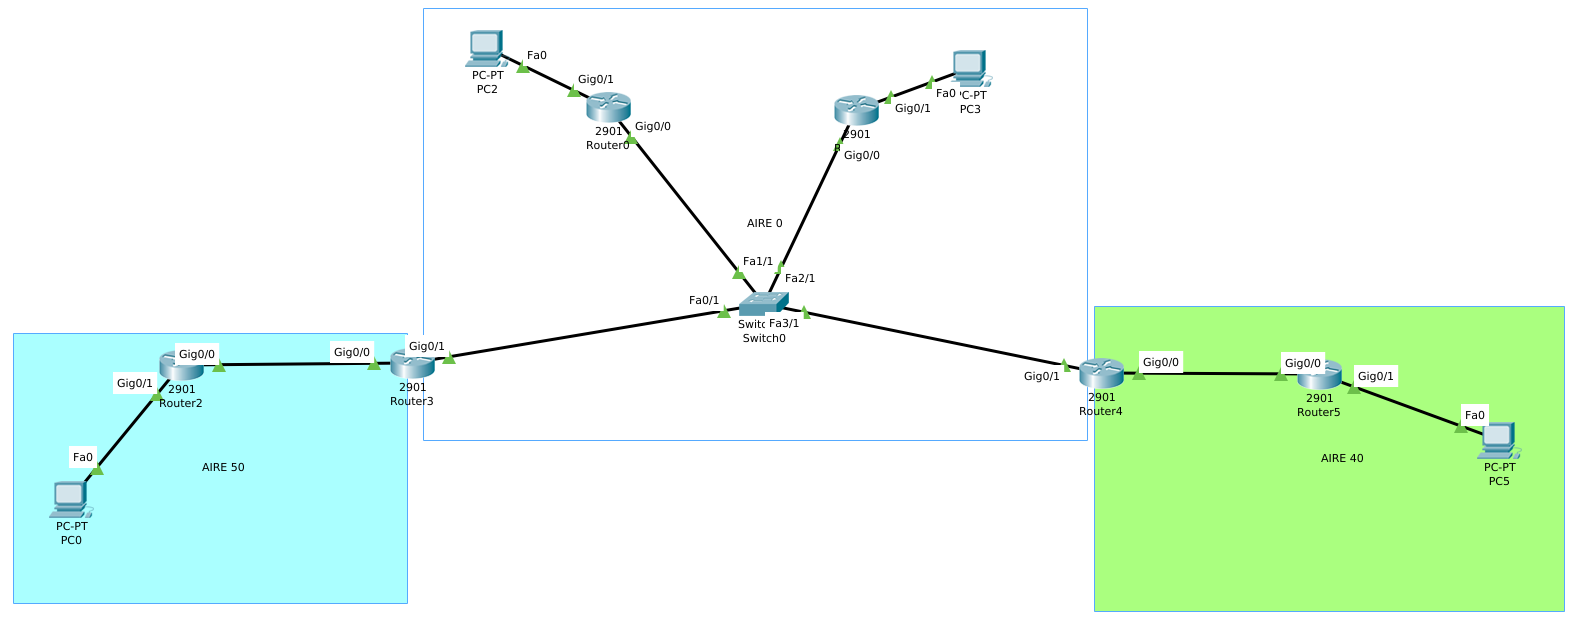 Fa0
Gig0/1
PC-PT
PC2
Gig0/0
2901
Router0
Fa0
PC-PT
PC3
Gig0/1
2901
R
Gig0/0
AIRE 0
Fa1/1
Fa2/1
Fa0/1
Fa3/1
Switch0
Gig0/1
Gig0/0
Gig0/0
Gig0/1
2901
Router2
2901
Router3
Fa0
AIRE 50
PC-PT
PC0
Gig0/1
Gig0/0
2901
Router4
Gig0/0
Gig0/1
2901
Router5
Fa0
AIRE 40
PC-PT
PC5